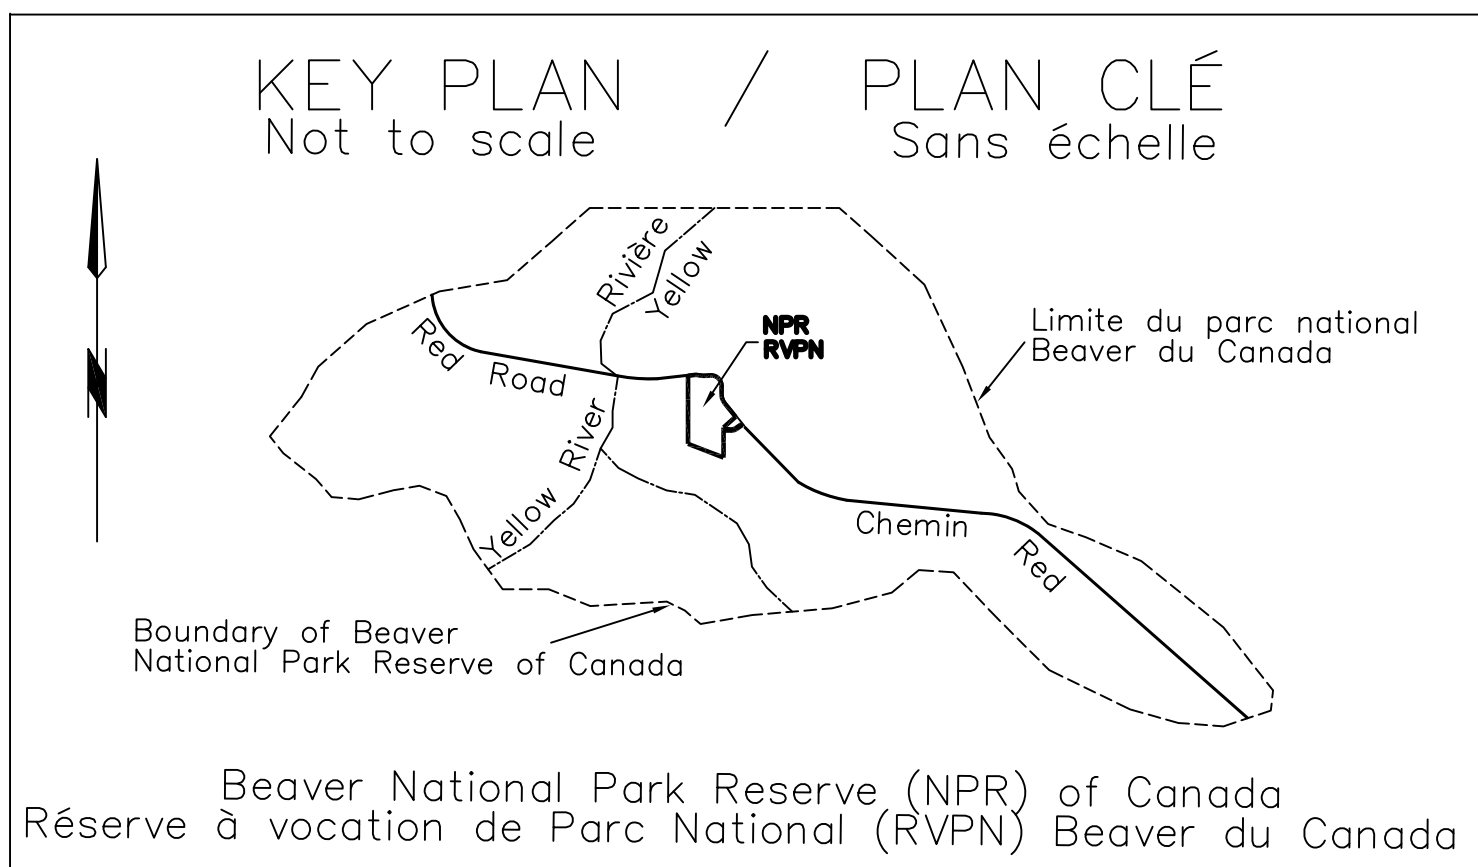 KEY PLAN / PLAN CLÉ
Not to scale
Sans échelle
Rivière
Yellow
NPR
RVPN
Limite du parc national
Beaver du Canada
Red
Road
River
Yellow
Chemin
Red
Boundary of Beaver
National Park Reserve of Canada
N
Beaver National Park Reserve (NPR) of Canada
Réserve à vocation de Parc National (RVPN) Beaver du Canada